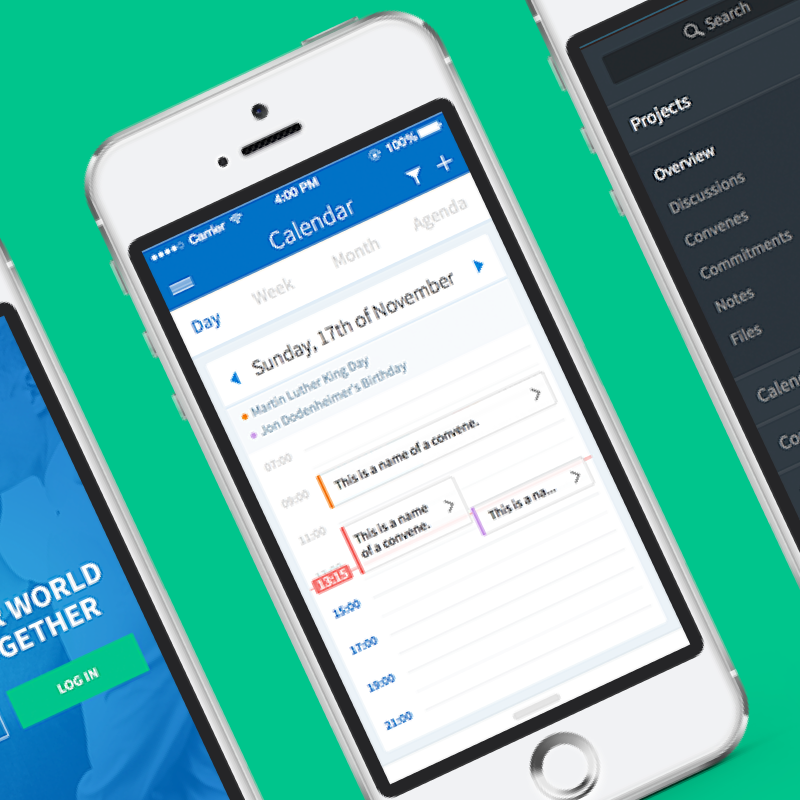 R WORLD
GETHER
LOG IN
Carrier
4:00 PM
100%
Calendar
Day
Week
Month
Agenda
Sunday, 17th of November
Martin Luther King Day
Jon Dodenheimer's Birthday
07:00
09:00
11:00
13:15
15:00
17:00
19:00
21:00
This is a name of a convene.
This is a name
of a convene.
This is a na...
Search
Projects
Overview
Discussions
Convenes
Commitments
Notes
Files
Calen
Co